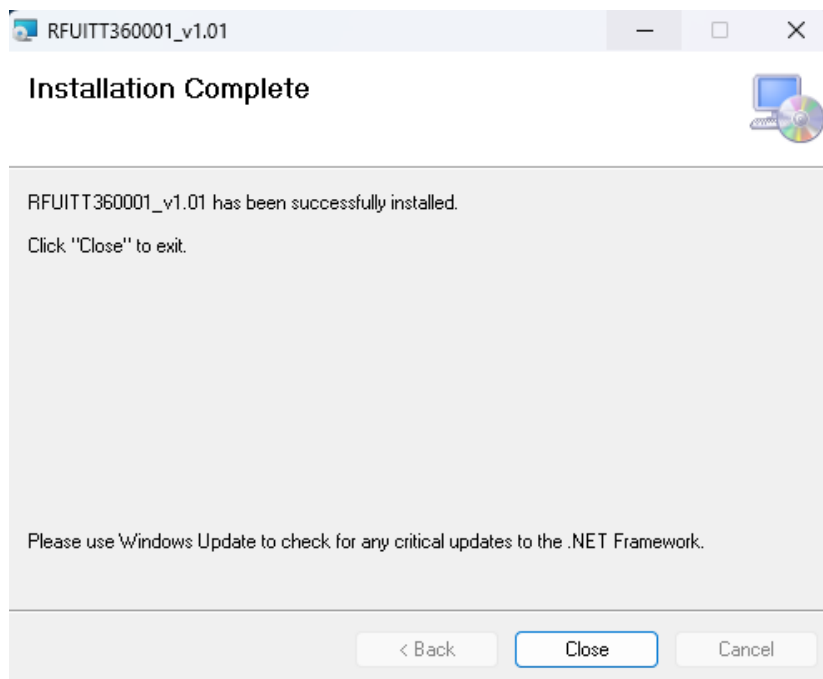 RFUITT360001_v1.01
Installation Complete
RFUITT360001_v1.01 has been successfully installed.
Click "Close" to exit.
Please use Windows Update to check for any critical updates to the .NET Framework.
< Back
Close
Cancel